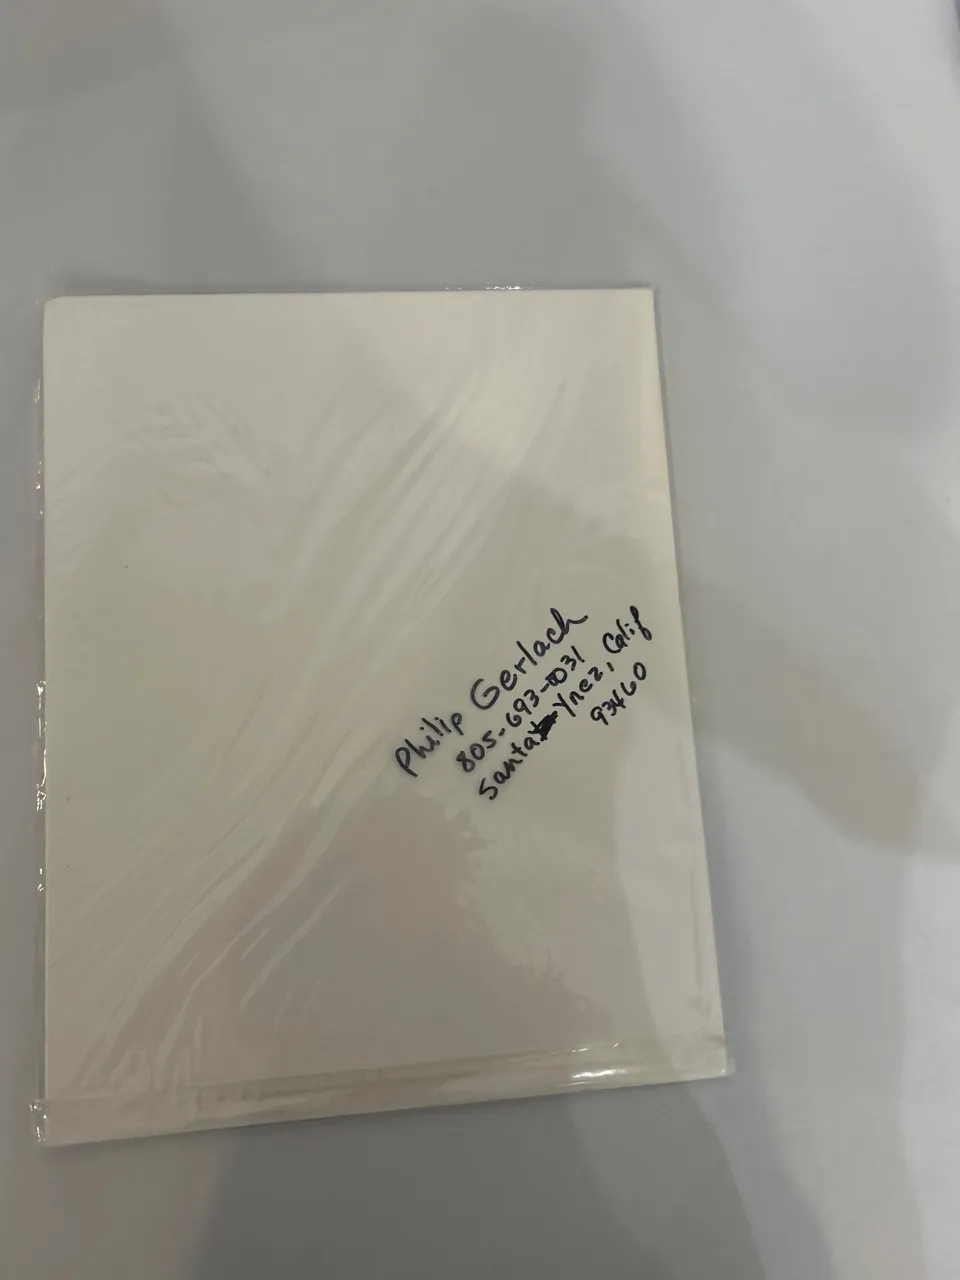 Philip Gerlach
805-693-0031
Santa Ynez, Calif
93460